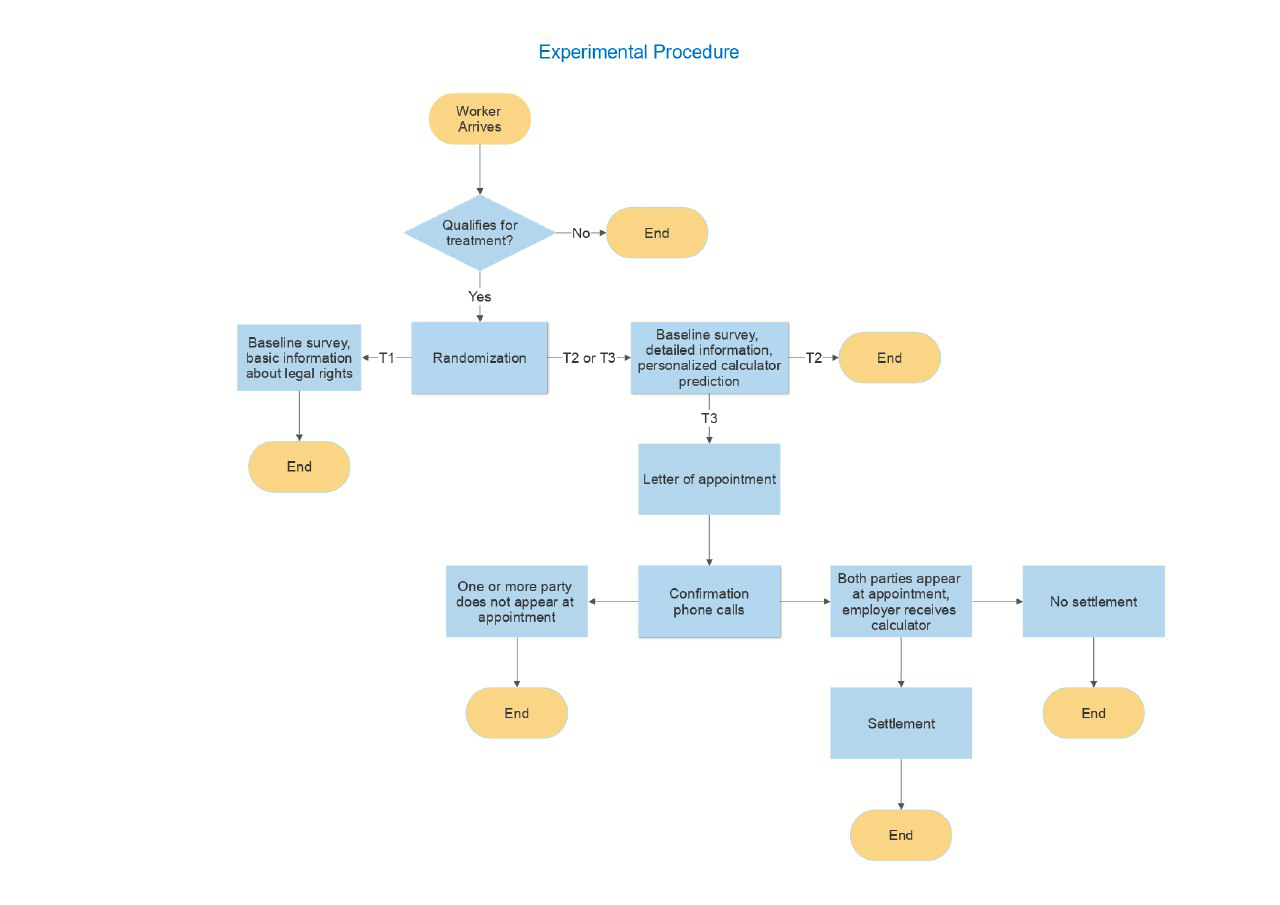 Experimental Procedure
Worker
Arrives
Qualifies for
treatment?
No
End
Yes
Baseline survey,
basic information
about legal rights
T1
Randomization
T2 or T3
Baseline survey,
detailed information,
personalized calculator
prediction
T2
End
T3
End
Letter of appointment
One or more party
does not appear at
appointment
Confirmation
phone calls
Both parties appear
at appointment,
employer receives
calculator
No settlement
End
Settlement
End
End